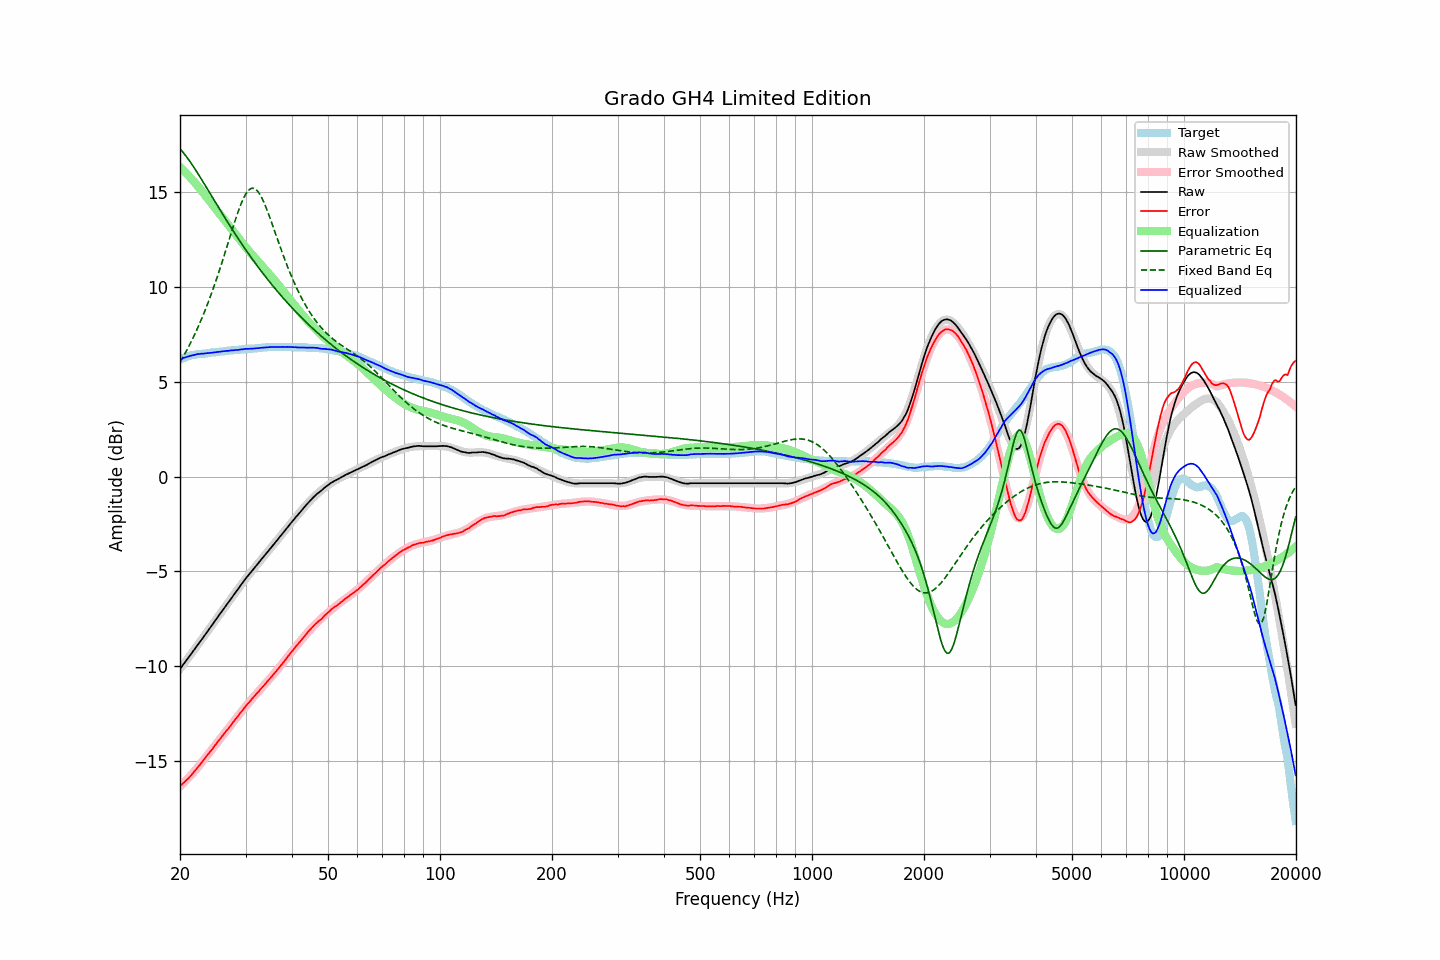 Grado GH4 Limited Edition
Target
Raw Smoothed
Error Smoothed
Raw
Error
Equalization
Parametric Eq
Fixed Band Eq
Equalized
Amplitude (dBr)
15
10
5
0
−5
−10
−15
20 50 100 200 500 1000 2000 5000 10000 20000
Frequency (Hz)